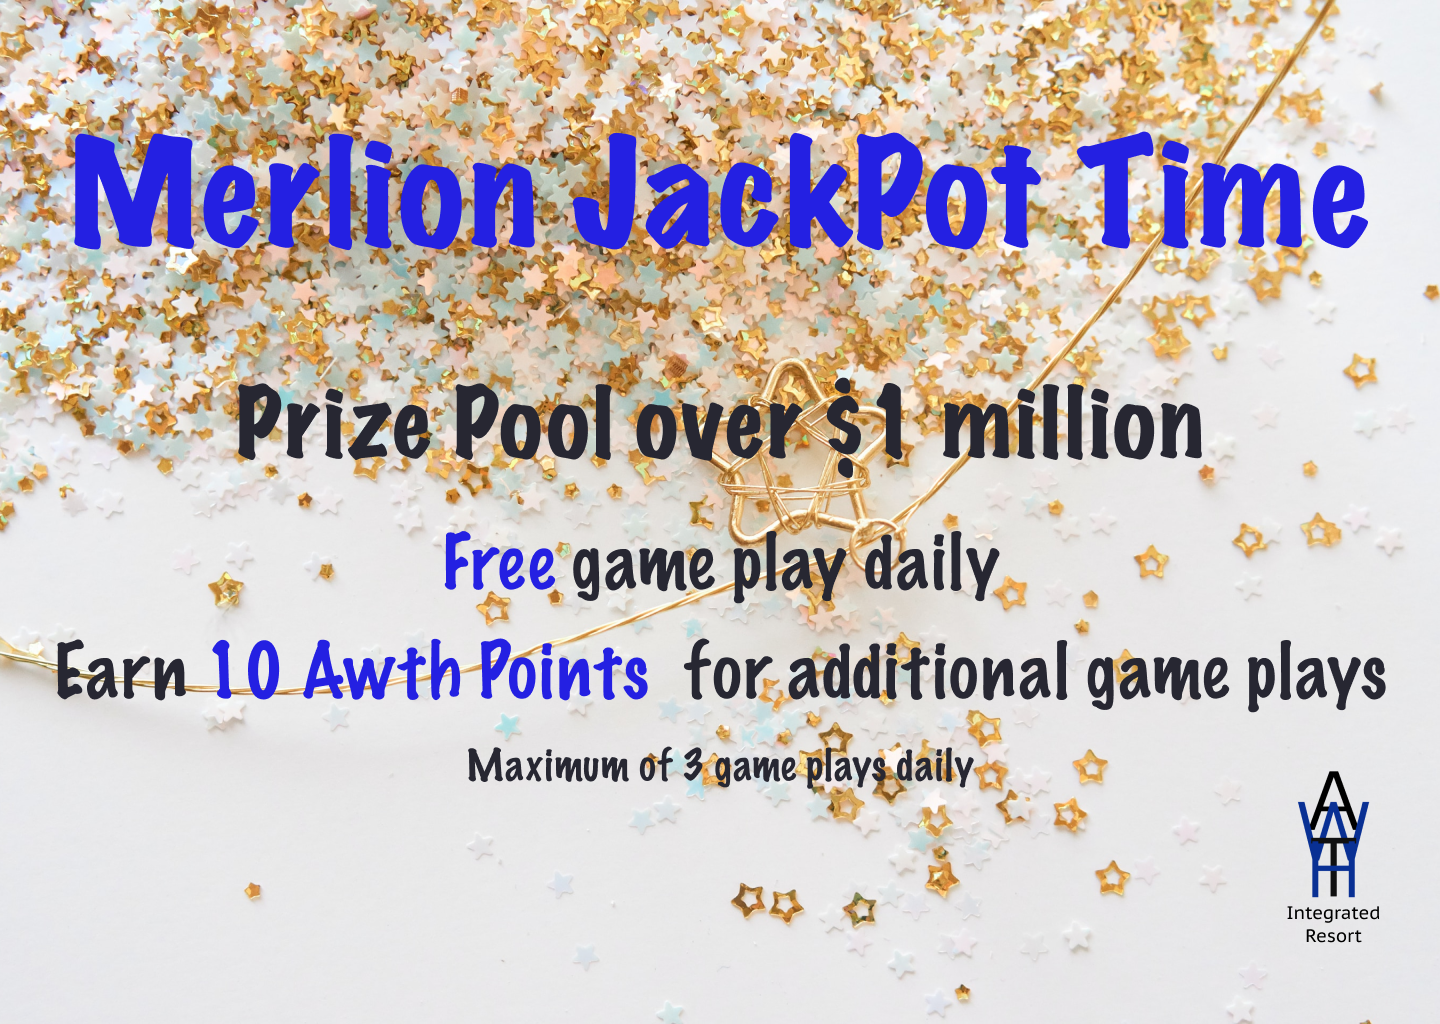 Merlion JackPot Time
Prize Pool over $1 million
Free game play daily
Earn 10 Awth Points for additional game plays
Maximum of 3 game plays daily
AWTH
Integrated
Resort